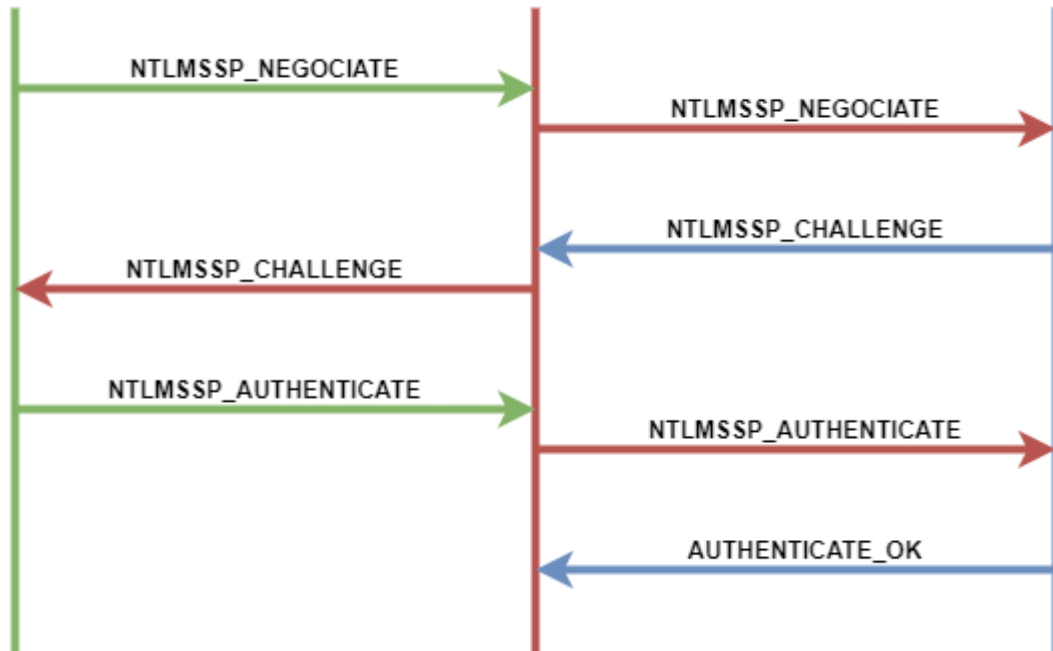 NTLMSSP_NEGOCIATE
NTLMSSP_NEGOCIATE
NTLMSSP_CHALLENGE
NTLMSSP_CHALLENGE
NTLMSSP_AUTHENTICATE
NTLMSSP_AUTHENTICATE
AUTHENTICATE_OK